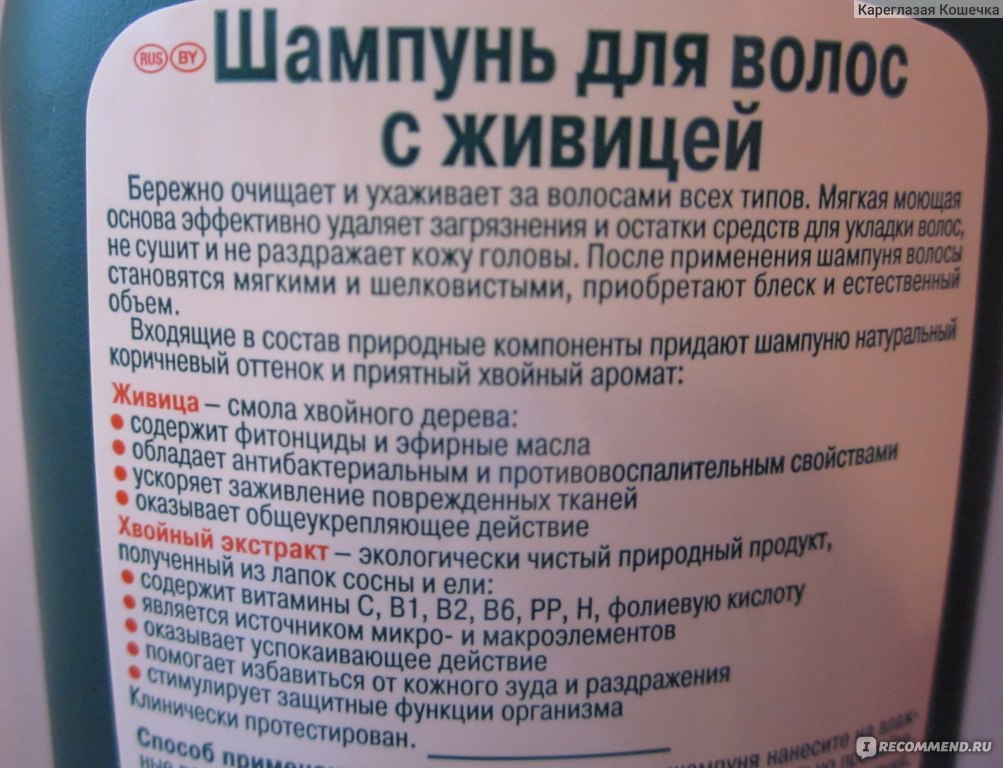 Кареглазая Кошечка
RUS BY Шампунь для волос
с живицей
Бережно очищает и ухаживает за волосами всех типов. Мягкая моющая
основа эффективно удаляет загрязнения и остатки средств для укладки волос,
не сушит и не раздражает кожу головы. После применения шампуня волосы
становятся мягкими и шелковистыми, приобретают блеск и естественный
объем.
Входящие в состав природные компоненты придают шампуню натуральный
коричневый оттенок и приятный хвойный аромат:
Живица – смола хвойного дерева:
• содержит фитонциды и эфирные масла
• обладает антибактериальным и противовоспалительным свойствами
• ускоряет заживление поврежденных тканей
• оказывает общеукрепляющее действие
Хвойный экстракт – экологически чистый природный продукт,
полученный из лапок сосны и ели:
• содержит витамины С, В1, В2, В6, РР, Н, фолиевую кислоту
• является источником микро- и макроэлементов
• оказывает успокаивающее действие
• помогает избавиться от кожного зуда и раздражения
• стимулирует защитные функции организма
Клинически протестирован.
Способ шампуня нанесите на
IRECOMMEND.RU